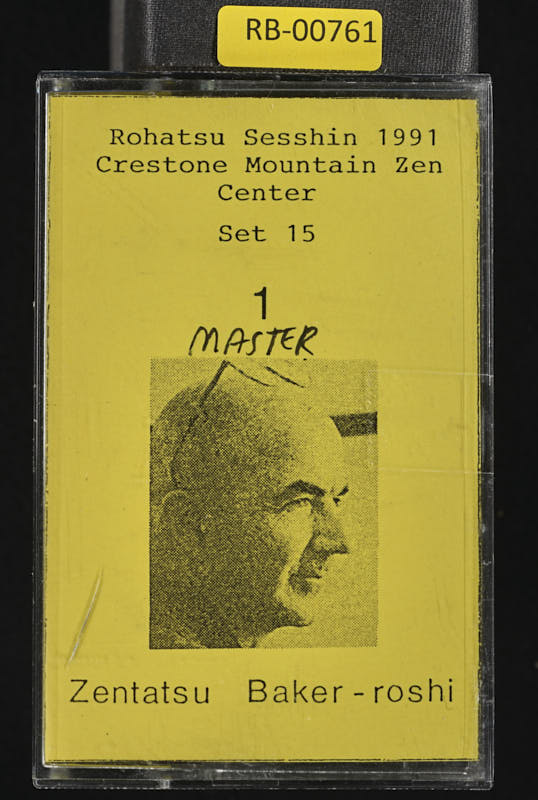 RB-00761
Rohatsu Sesshin 1991
Crestone Mountain Zen
Center
Set 15
1
MASTER
Zentatsu Baker-roshi